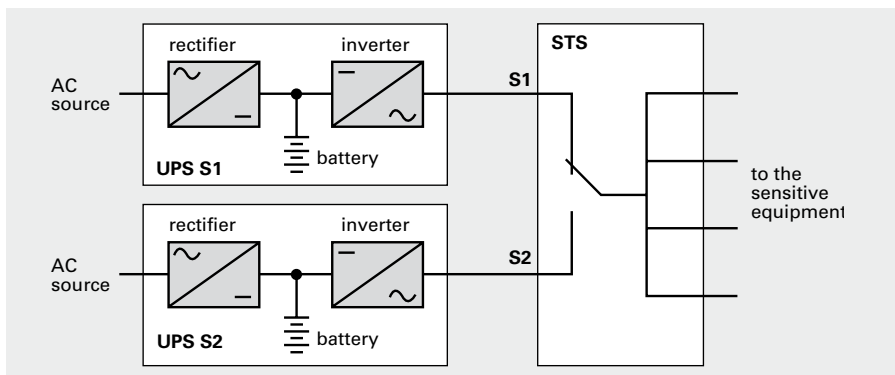 rectifier
inverter
AC
source
battery
UPS S1
S1
STS
to the
sensitive
equipment
rectifier
inverter
AC
source
battery
UPS S2
S2